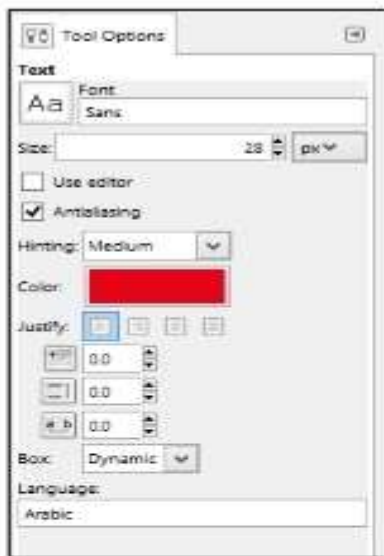 Tool Options
Text
Aa
Font
Sans
Size: 28 px
Use editor
Antialiasing
Hinting: Medium
Color:
Justify:
0.0
0.0
a b 0.0
Box: Dynamic
Language:
Arabic